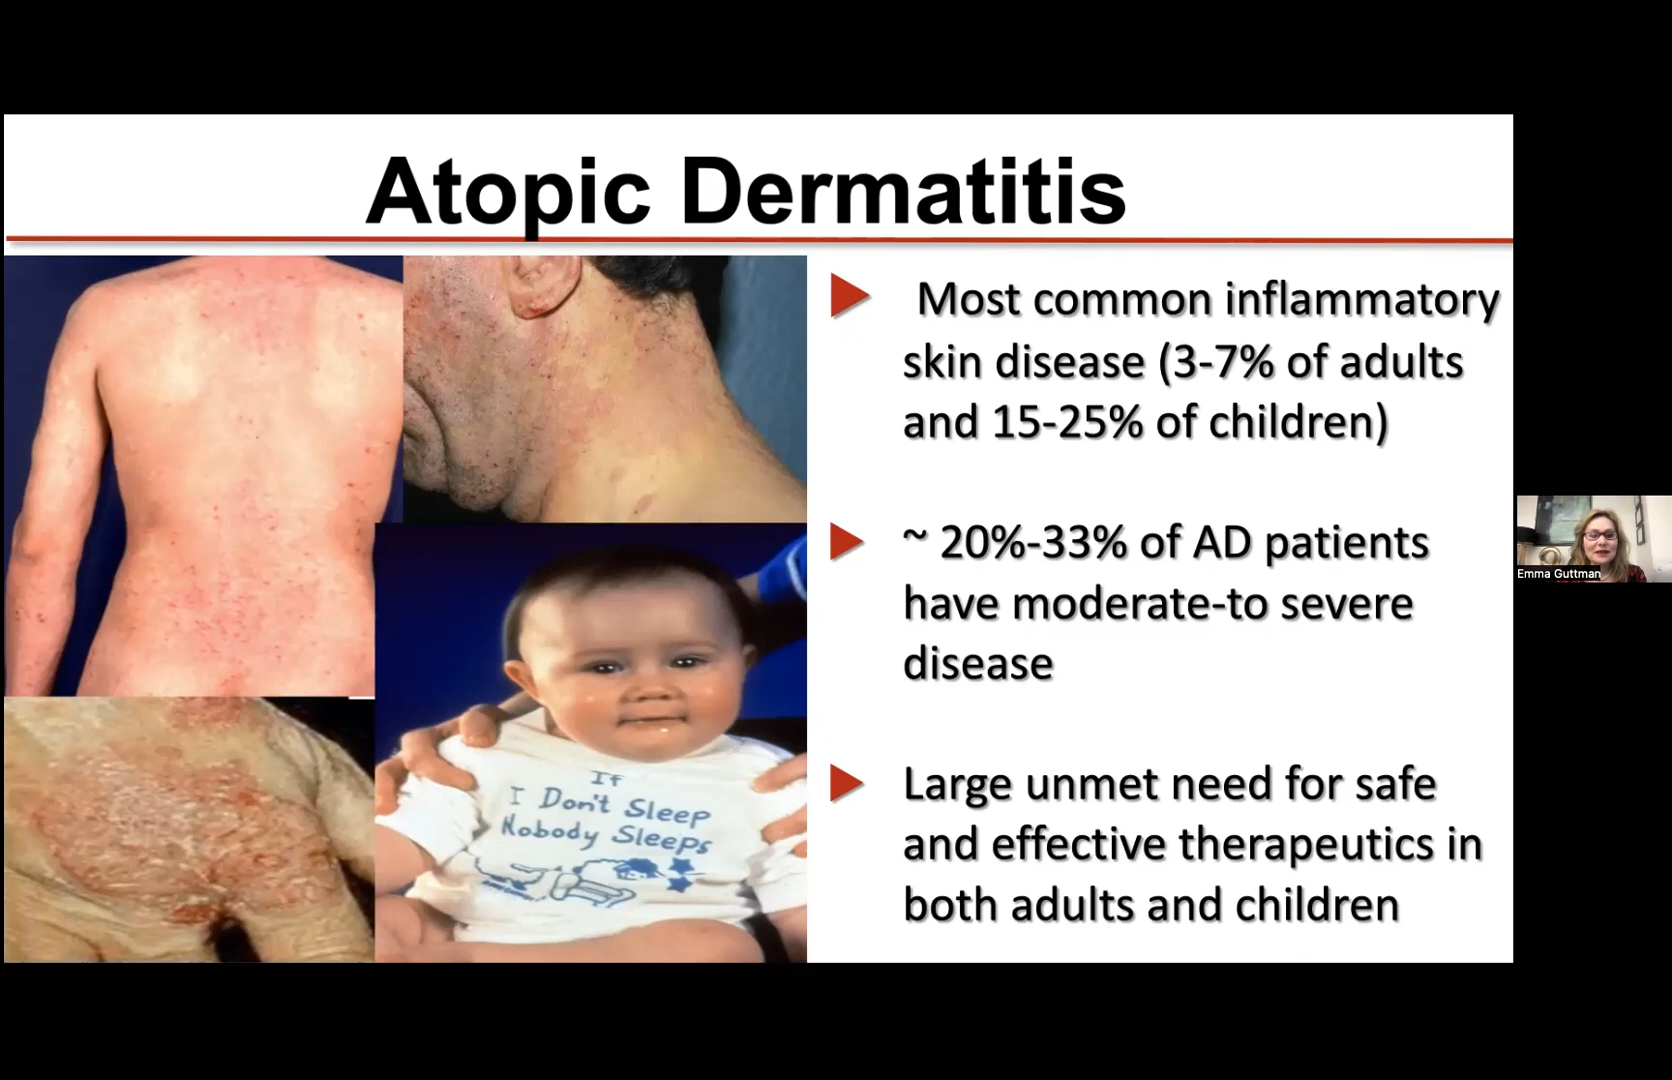 Atopic Dermatitis
Most common inflammatory
skin disease (3-7% of adults
and 15-25% of children)
~ 20%-33% of AD patients
have moderate-to severe
disease
Large unmet need for safe
and effective therapeutics in
both adults and children
If
I Don't Sleep
Nobody Sleeps
Emma Guttman